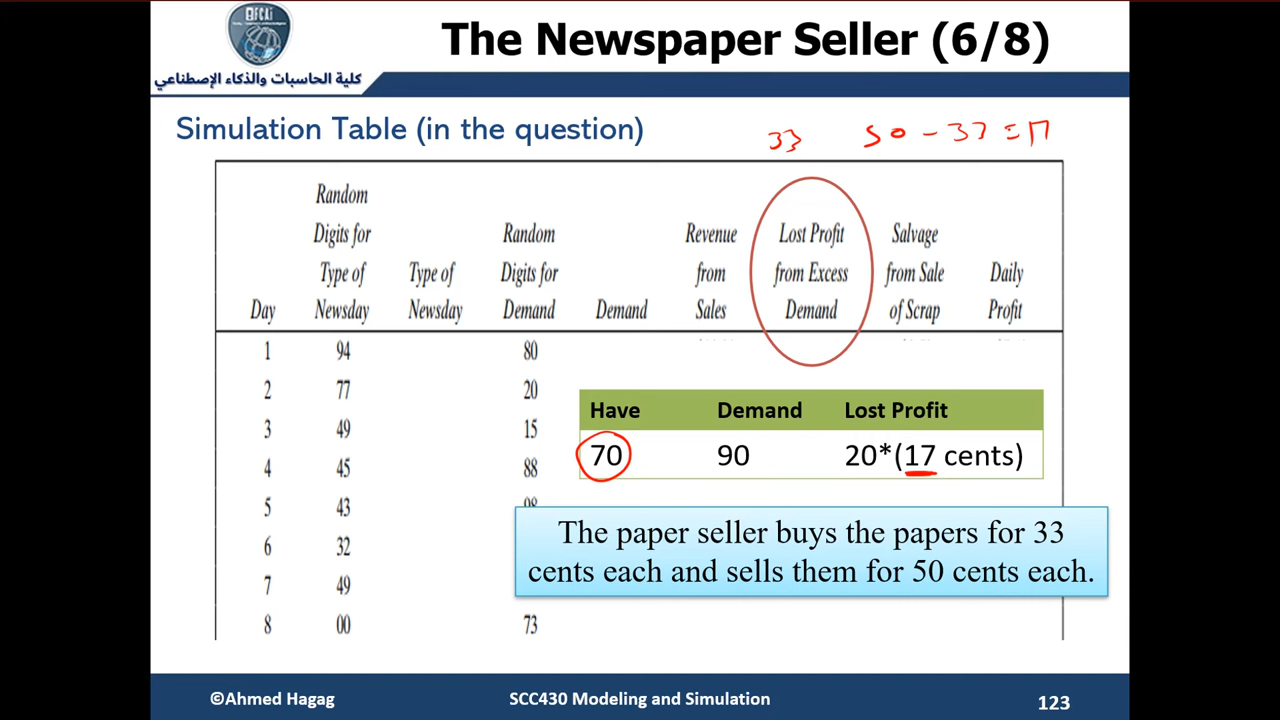 FCAi
The Newspaper Seller (6/8)
كلية الحاسبات والذكاء الإصطناعي
Simulation Table (in the question)
33 50 - 33 = 17
Random
Digits for Random Revenue Lost Profit Salvage
Type of Type of Digits for from from Excess from Sale Daily
Day Newsday Newsday Demand Demand Sales Demand of Scrap Profit
1 94 80
2 77 20
3 49 15
4 45 88
5 43 98
6 32
7 49
8 00 73
Have Demand Lost Profit
70 90 20*(17 cents)
The paper seller buys the papers for 33
cents each and sells them for 50 cents each.
©Ahmed Hagag SCC430 Modeling and Simulation 123